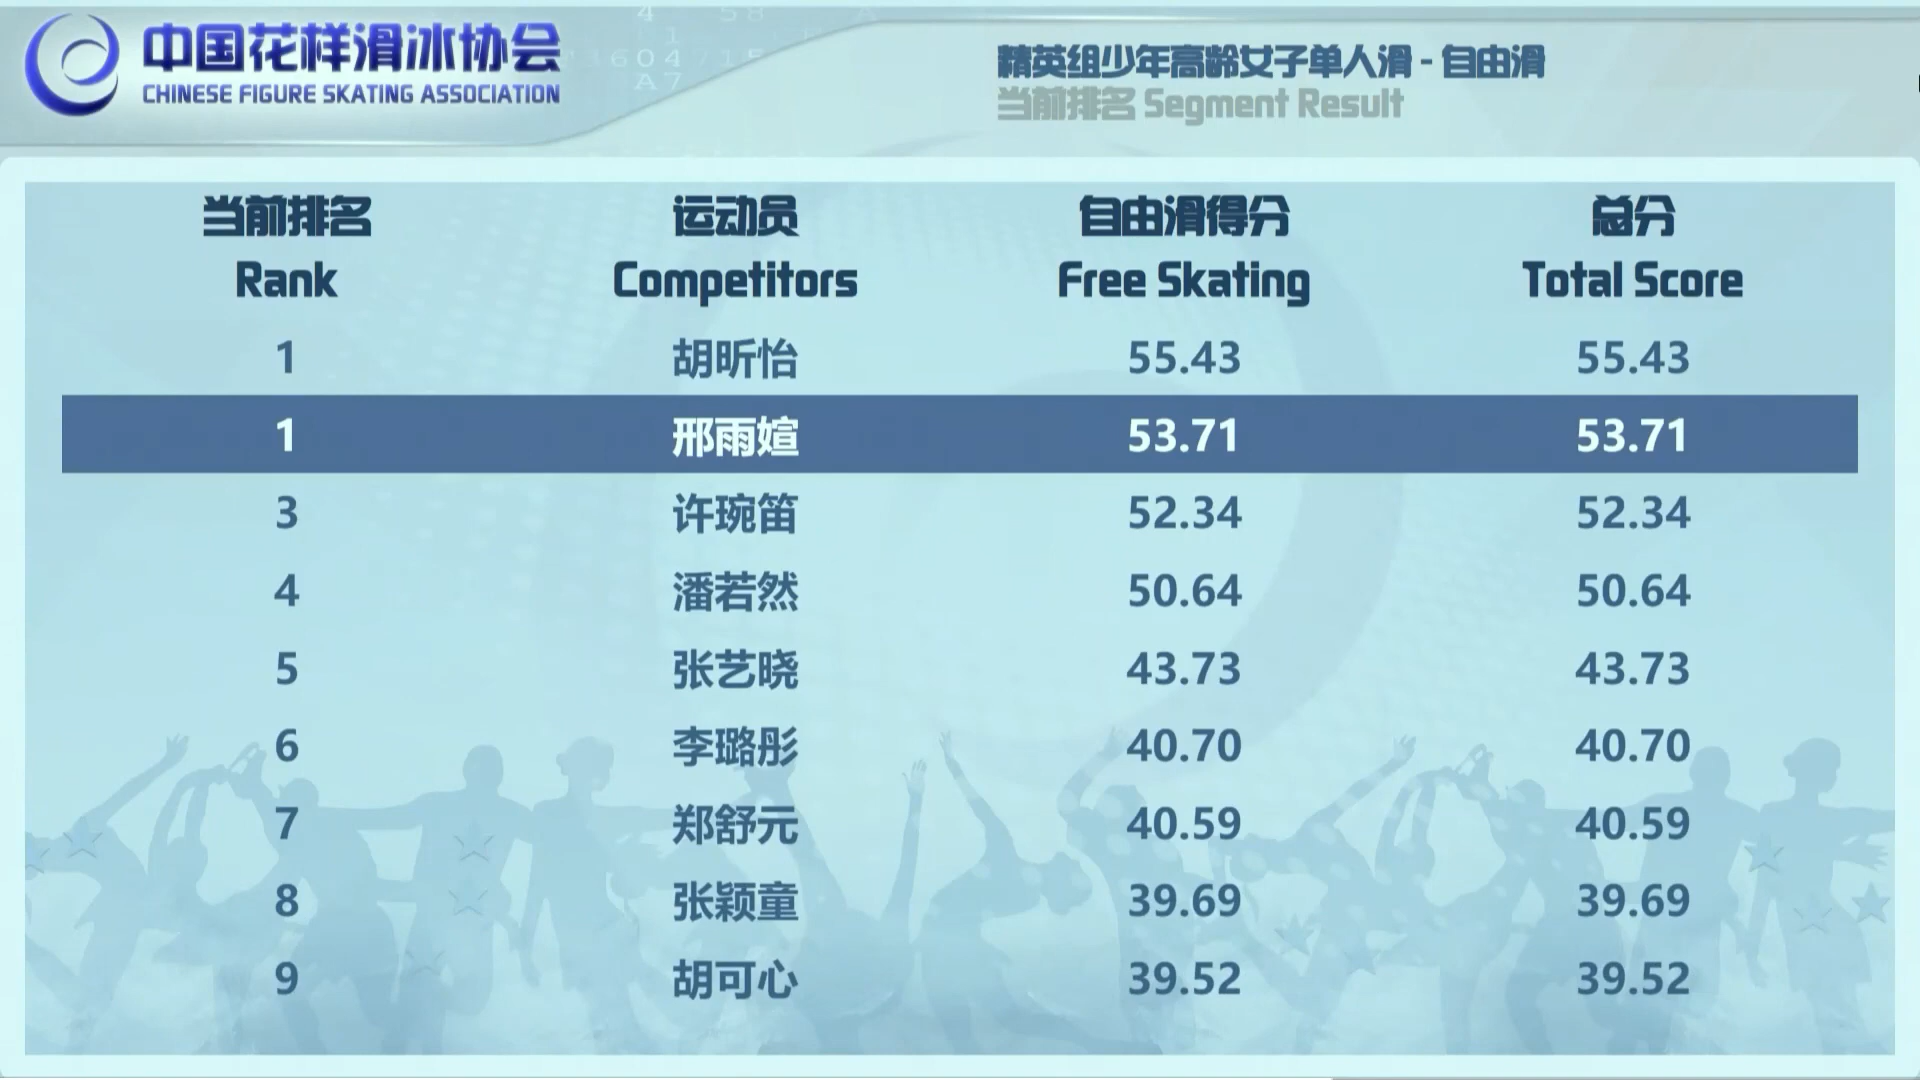 中国花样滑冰协会
CHINESE FIGURE SKATING ASSOCIATION
精英组少年高龄女子单人滑 - 自由滑
当前排名 Segment Result
当前排名 运动员 自由滑得分 总分
Rank Competitors Free Skating Total Score
1 胡昕怡 55.43 55.43
1 邢雨媗 53.71 53.71
3 许琬笛 52.34 52.34
4 潘若然 50.64 50.64
5 张艺晓 43.73 43.73
6 李璐彤 40.70 40.70
7 郑舒元 40.59 40.59
8 张颖童 39.69 39.69
9 胡可心 39.52 39.52